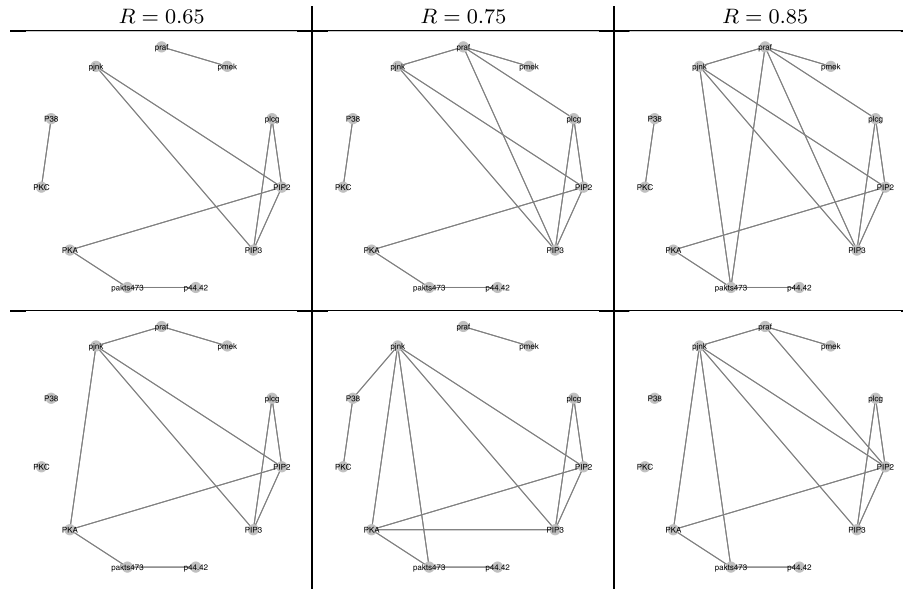 R = 0.65 R = 0.75 R = 0.85
praf praf praf
pjnk pmek pjnk pmek pjnk pmek
P38 plcg P38 plcg P38 plcg
PKC PIP2 PKC PIP2 PKC PIP2
PKA PIP3 PKA PIP3 PKA PIP3
pakts473 p44.42 pakts473 p44.42 pakts473 p44.42
praf praf praf
pjnk pmek pjnk pmek pjnk pmek
P38 plcg P38 plcg P38 plcg
PKC PIP2 PKC PIP2 PKC PIP2
PKA PIP3 PKA PIP3 PKA PIP3
pakts473 p44.42 pakts473 p44.42 pakts473 p44.42